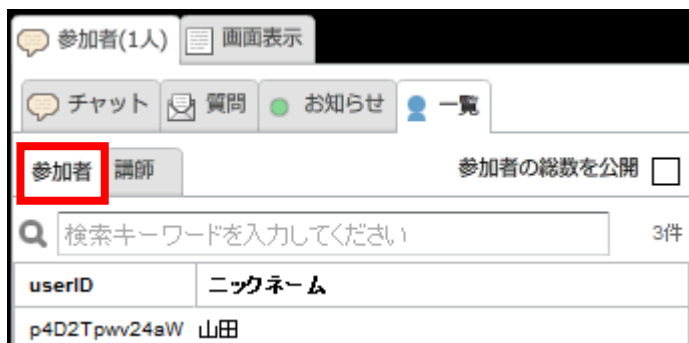 参加者(1人) 画面表示
チャット 質問 お知らせ 一覧
参加者 講師 参加者の総数を公開
検索キーワードを入力してください 3件
userID ニックネーム
p4D2Tpwv24aW 山田